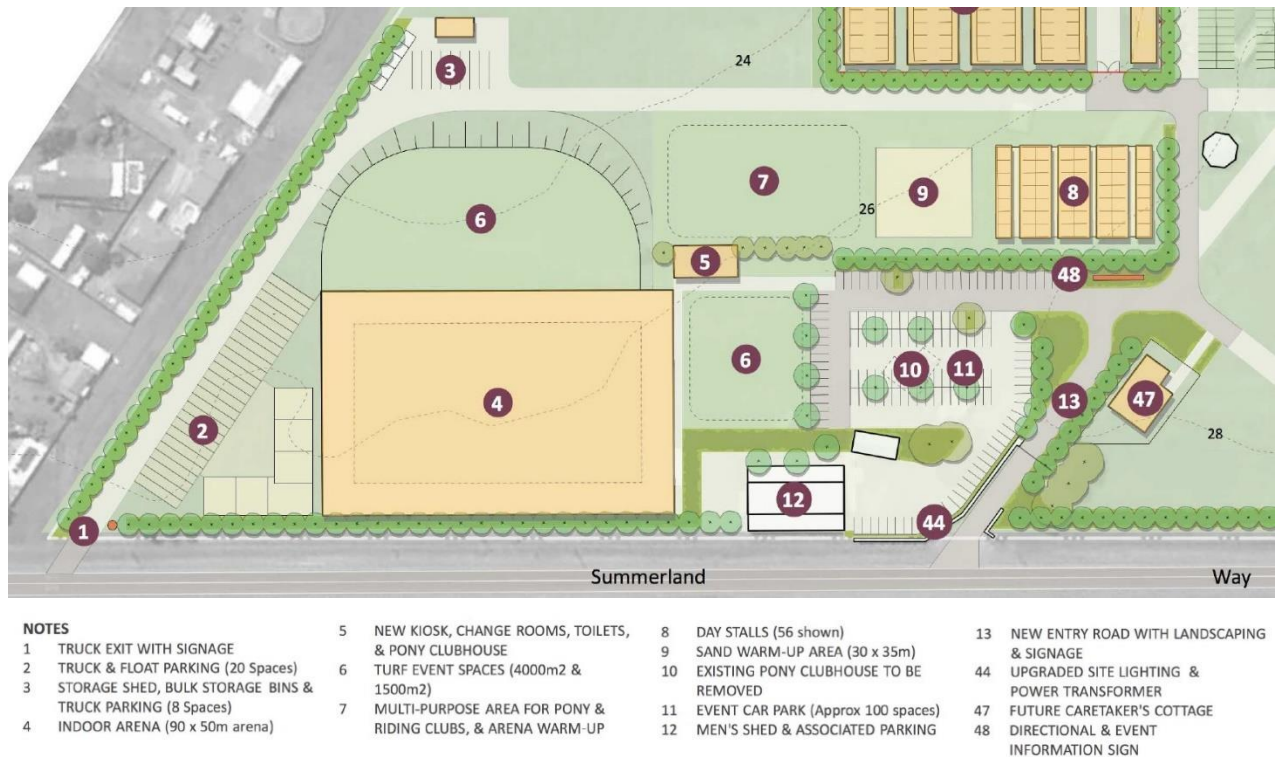 3
24
7
9
26
8
6
5
48
6
10
11
4
13
47
2
28
12
1
44
Summerland Way
NOTES
1 TRUCK EXIT WITH SIGNAGE
2 TRUCK & FLOAT PARKING (20 Spaces)
3 STORAGE SHED, BULK STORAGE BINS &
TRUCK PARKING (8 Spaces)
4 INDOOR ARENA (90 x 50m arena)
5 NEW KIOSK, CHANGE ROOMS, TOILETS,
& PONY CLUBHOUSE
6 TURF EVENT SPACES (4000m2 &
1500m2)
7 MULTI-PURPOSE AREA FOR PONY &
RIDING CLUBS, & ARENA WARM-UP
8 DAY STALLS (56 shown)
9 SAND WARM-UP AREA (30 x 35m)
10 EXISTING PONY CLUBHOUSE TO BE
REMOVED
11 EVENT CAR PARK (Approx 100 spaces)
12 MEN'S SHED & ASSOCIATED PARKING
13 NEW ENTRY ROAD WITH LANDSCAPING
& SIGNAGE
44 UPGRADED SITE LIGHTING &
POWER TRANSFORMER
47 FUTURE CARETAKER'S COTTAGE
48 DIRECTIONAL & EVENT
INFORMATION SIGN